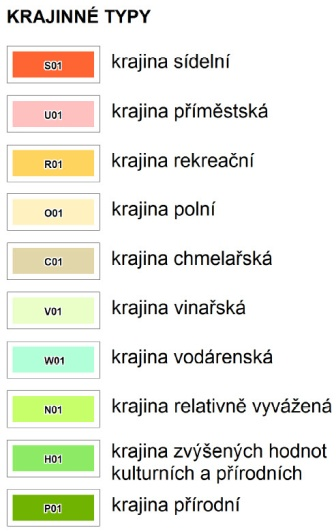 KRAJINNÉ TYPY
S01 krajina sídelní
U01 krajina příměstská
R01 krajina rekreační
O01 krajina polní
C01 krajina chmelařská
V01 krajina vinařská
W01 krajina vodárenská
N01 krajina relativně vyvážená
H01 krajina zvýšených hodnot
kulturních a přírodních
P01 krajina přírodní